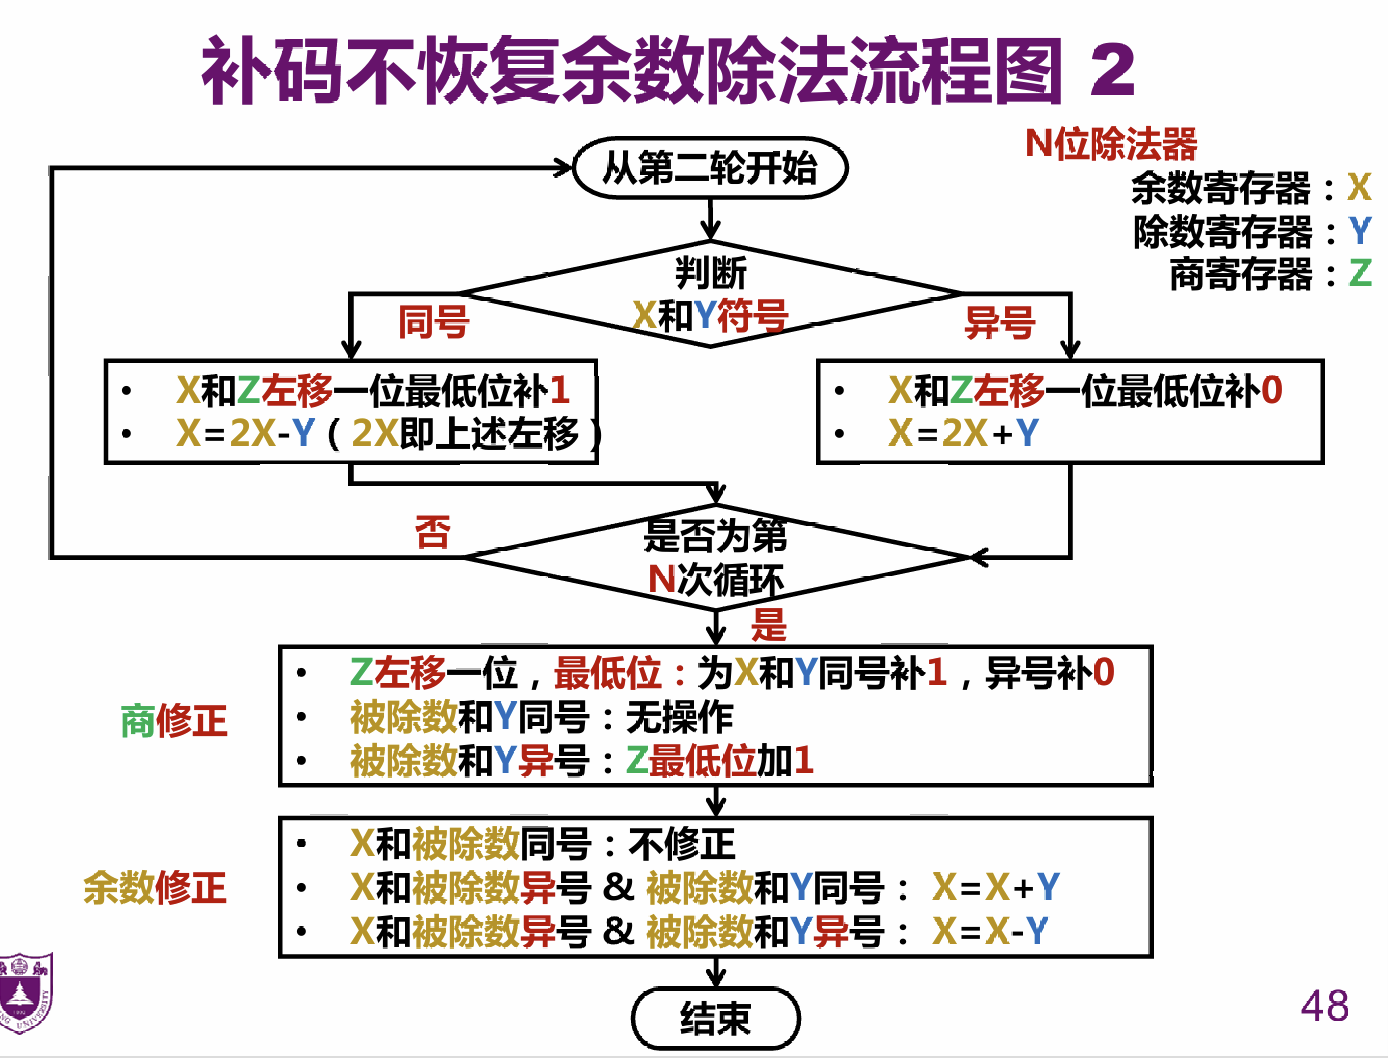 补码不恢复余数除法流程图 2
N位除法器
余数寄存器：X
除数寄存器：Y
商寄存器：Z
从第二轮开始
判断
X和Y符号
同号
异号
• X和Z左移一位最低位补1
• X=2X-Y（2X即上述左移）
• X和Z左移一位最低位补0
• X=2X+Y
否
是否为第
N次循环
是
商修正
• Z左移一位，最低位：为X和Y同号补1，异号补0
• 被除数和Y同号：无操作
• 被除数和Y异号：Z最低位加1
余数修正
• X和被除数同号：不修正
• X和被除数异号 & 被除数和Y同号： X=X+Y
• X和被除数异号 & 被除数和Y异号： X=X-Y
结束
48